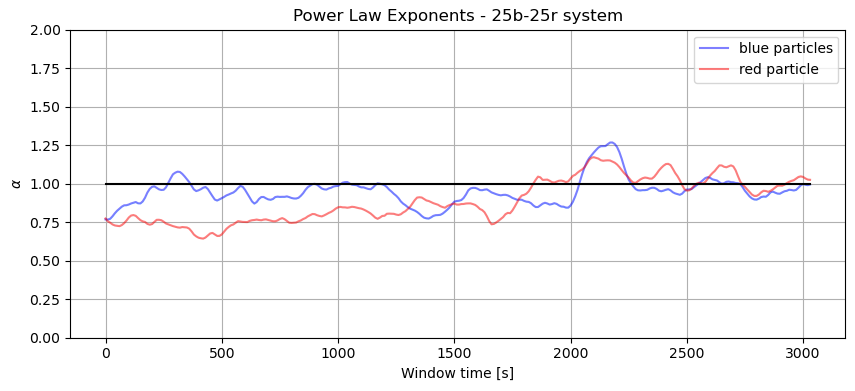 Power Law Exponents - 25b-25r system
2.00
1.75
1.50
1.25
1.00
0.75
0.50
0.25
0.00
α
blue particles
red particle
0 500 1000 1500 2000 2500 3000
Window time [s]